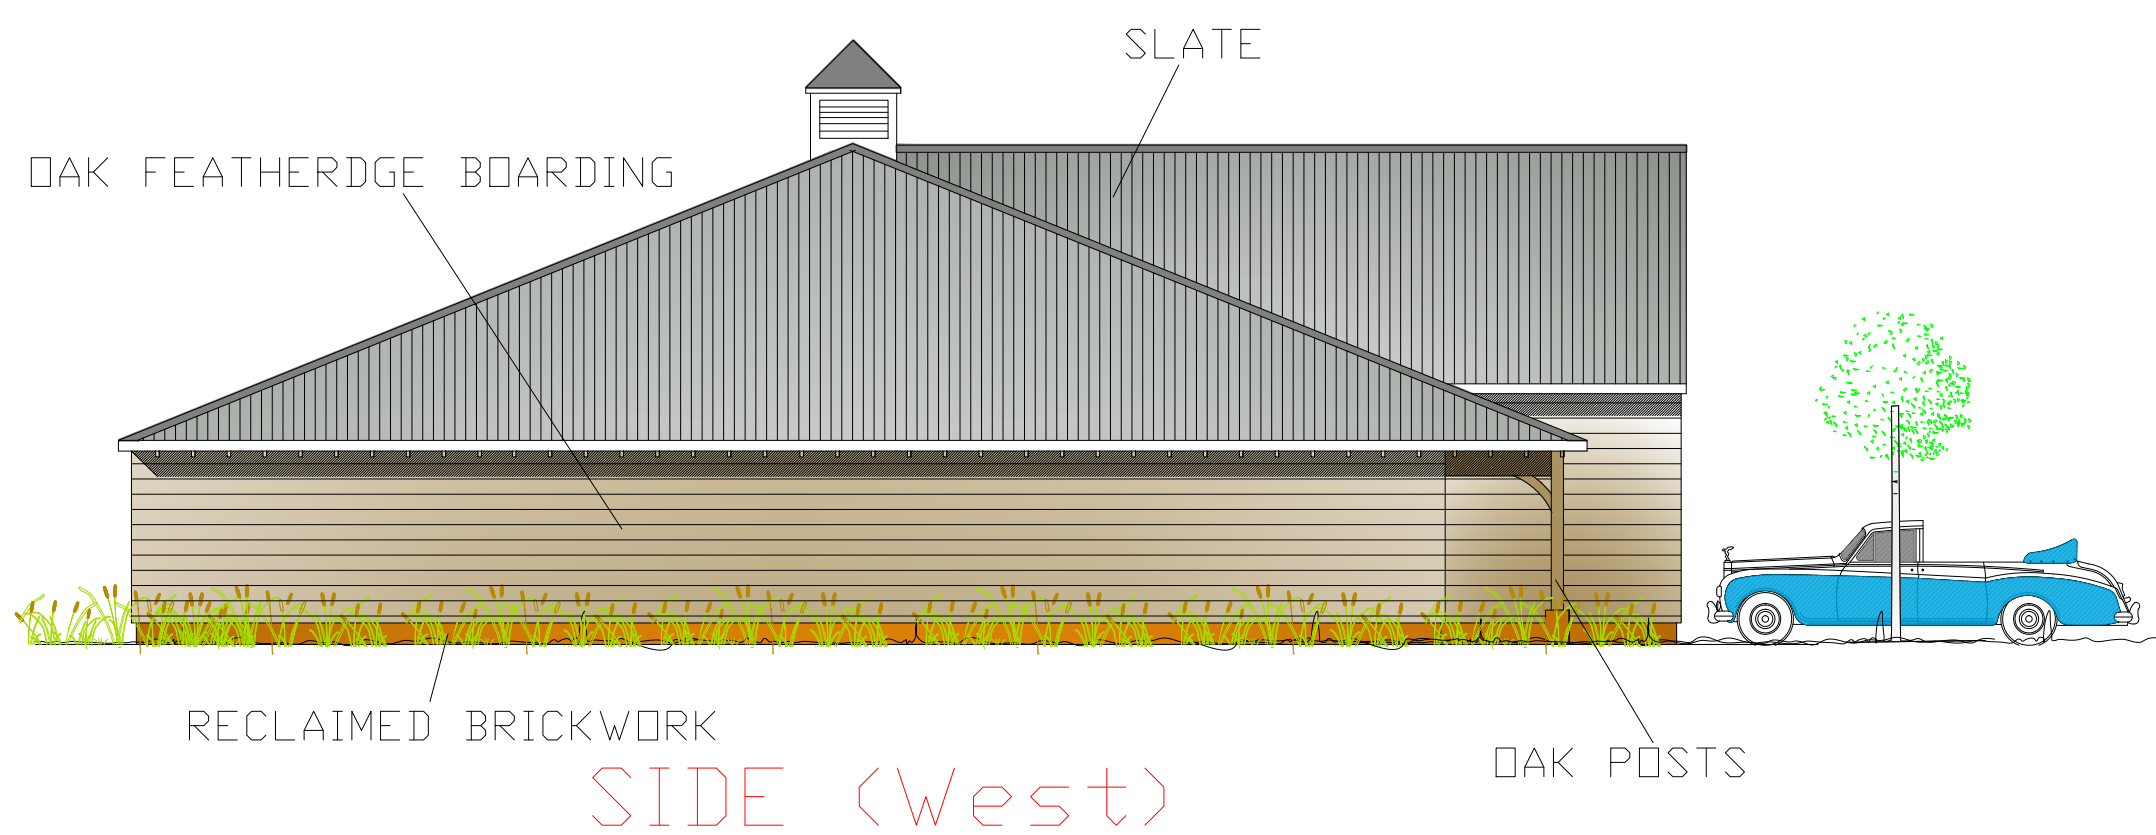 SLATE
OAK FEATHERDGE BOARDING
RECLAIMED BRICKWORK
OAK POSTS
SIDE (West)